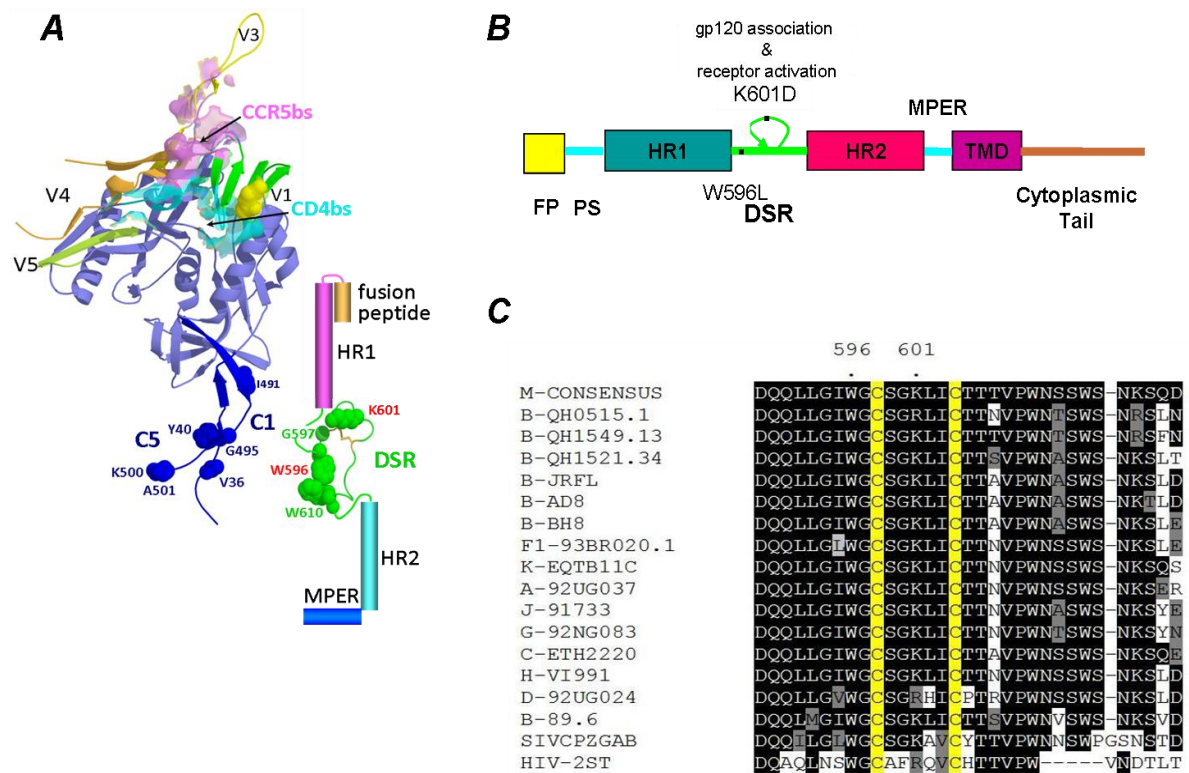 A
V3
CCR5bs
V4
V1
CD4bs
V5
fusion
peptide
HR1
I491
C1
K601
Y40
C5
G597
G495
DSR
K500
W596
A501
V36
W610
HR2
MPER
B
gp120 association
&
receptor activation
K601D
MPER
HR1
HR2
TMD
W596L
FP PS DSR
Cytoplasmic
Tail
C
596 601
M-CONSENSUS DQQLLGIWGCSGKLICTTTVPWNSSWS-NKSQD
B-QH0515.1 DQQLLGIWGCSGRLICTTNVPWNTSWS-NRSLN
B-QH1549.13 DQQLLGIWGCSGKLICTTTVPWNTSWS-NRSFN
B-QH1521.34 DQQLLGIWGCSGKLICTTSVPWNASWS-NKSLT
B-JRFL DQQLLGIWGCSGKLICTTAVPWNASWS-NKSLD
B-AD8 DQQLLGIWGCSGKLICTTAVPWNASWS-NKTLD
B-BH8 DQQLLGIWGCSGKLICTTAVPWNASWS-NKSLE
F1-93BR020.1 DQQLLGLWGCSGKLICTTNVPWNSSWS-NKSLE
K-EQTB11C DQQLLGIWGCSGKLICTTNVPWNSSWS-NKSQS
A-92UG037 DQQLLGIWGCSGKLICTTNVPWNSSWS-NKSER
J-91733 DQQLLGIWGCSGKLICTTNVPWNASWS-NKSYE
G-92NG083 DQQLLGIWGCSGKLICTTNVPWNTSWS-NKSYN
C-ETH2220 DQQLLGIWGCSGKLICTTAVPWNSSWS-NKSQE
H-VI991 DQQLLGIWGCSGKLICTTNVPWNSSWS-NKSLD
D-92UG024 DQQLLGVWGCSGRHICPTRVPWNSSWS-NKSLD
B-89.6 DQQLMGIWGCSGKLICTTSVPWNVSWS-NKSVD
SIVCPZGAB DQQILGLWGCSGKAVCYTTVPWNNSWPGSNSTD
HIV-2ST DQAQLNSWGCAFRQVCHTTVPW-----VNDTLT